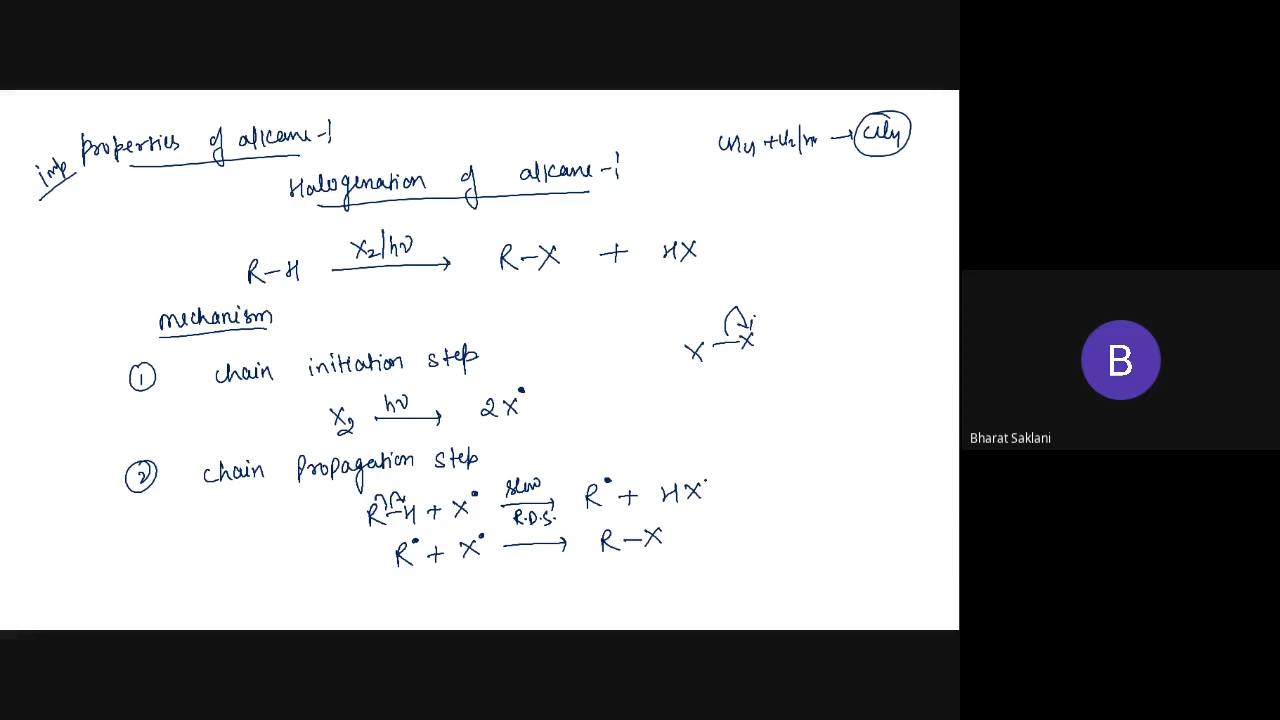 imp Properties of alkane -:
CH4 + Cl2/hν → CCl4
Halogenation of alkane -:
R-H X2/hν → R-X + HX
mechanism
X-X
① chain initiation step
X2 hν → 2X•
② chain propagation step
R-H + X• slow → R.D.S. R• + HX
R• + X• → R-X
B
Bharat Saklani